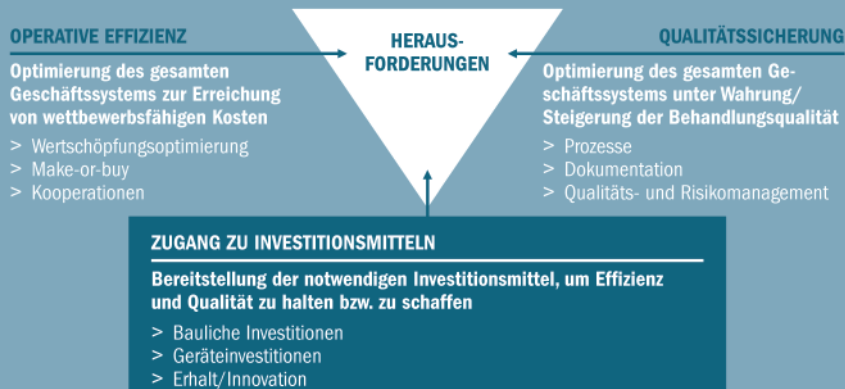 OPERATIVE EFFIZIENZ
Optimierung des gesamten
Geschäftssystems zur Erreichung
von wettbewerbsfähigen Kosten
> Wertschöpfungsoptimierung
> Make-or-buy
> Kooperationen
HERAUS-
FORDERUNGEN
QUALITÄTSSICHERUNG
Optimierung des gesamten Ge-
schäftssystems unter Wahrung/
Steigerung der Behandlungsqualität
> Prozesse
> Dokumentation
> Qualitäts- und Risikomanagement
ZUGANG ZU INVESTITIONSMITTELN
Bereitstellung der notwendigen Investitionsmittel, um Effizienz
und Qualität zu halten bzw. zu schaffen
> Bauliche Investitionen
> Geräteinvestitionen
> Erhalt/Innovation